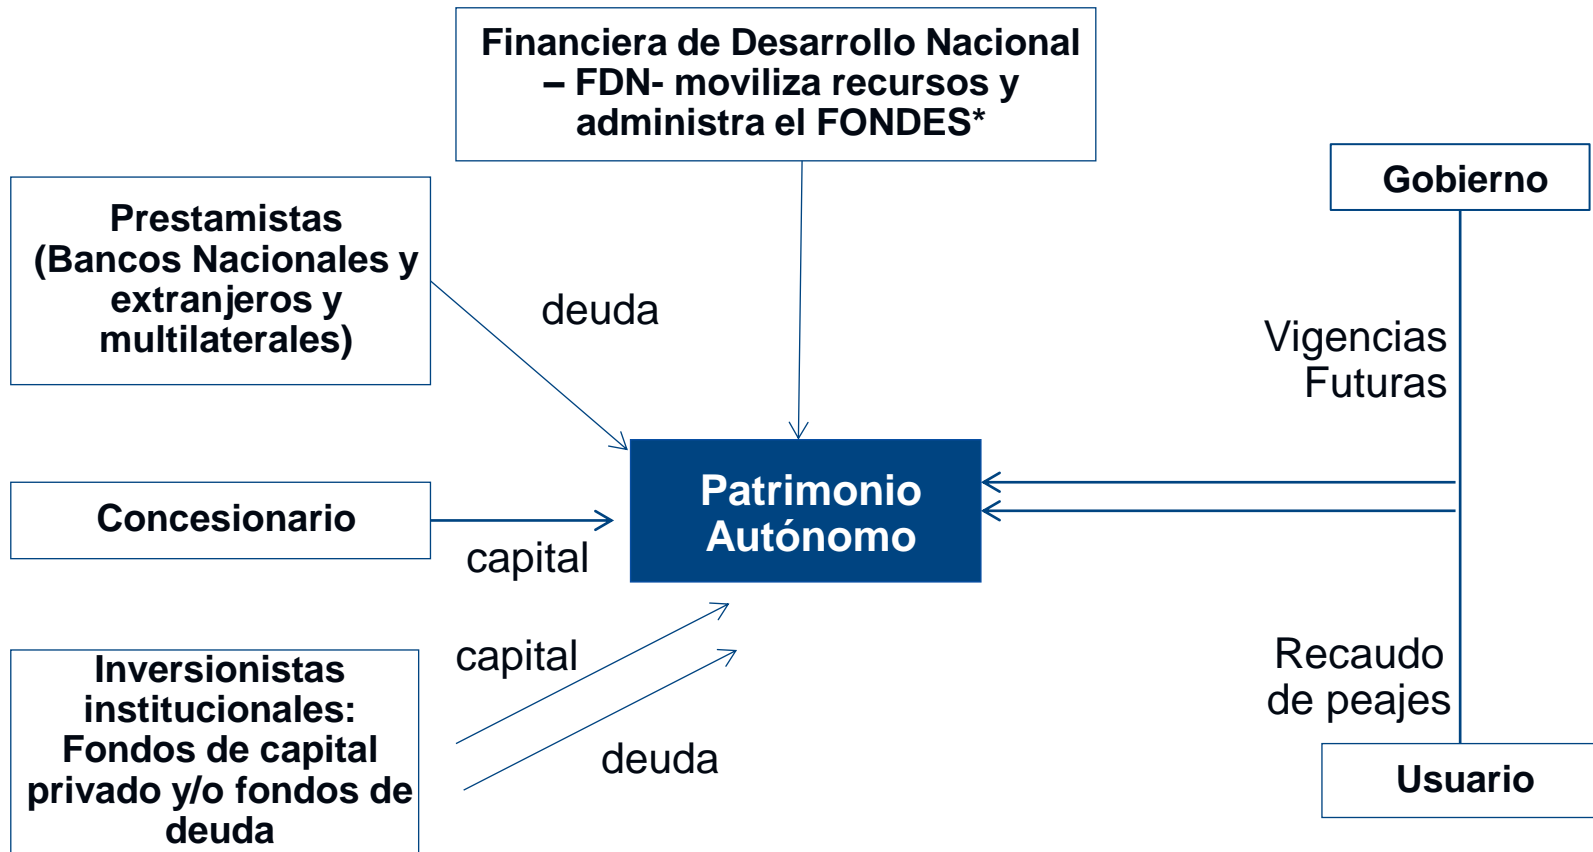 Financiera de Desarrollo Nacional
– FDN- moviliza recursos y
administra el FONDES*
Gobierno
Prestamistas
(Bancos Nacionales y
extranjeros y
multilaterales)
deuda
Vigencias
Futuras
Patrimonio
Autónomo
Concesionario
capital
capital
Inversionistas
institucionales:
Fondos de capital
privado y/o fondos de
deuda
deuda
Recaudo
de peajes
Usuario